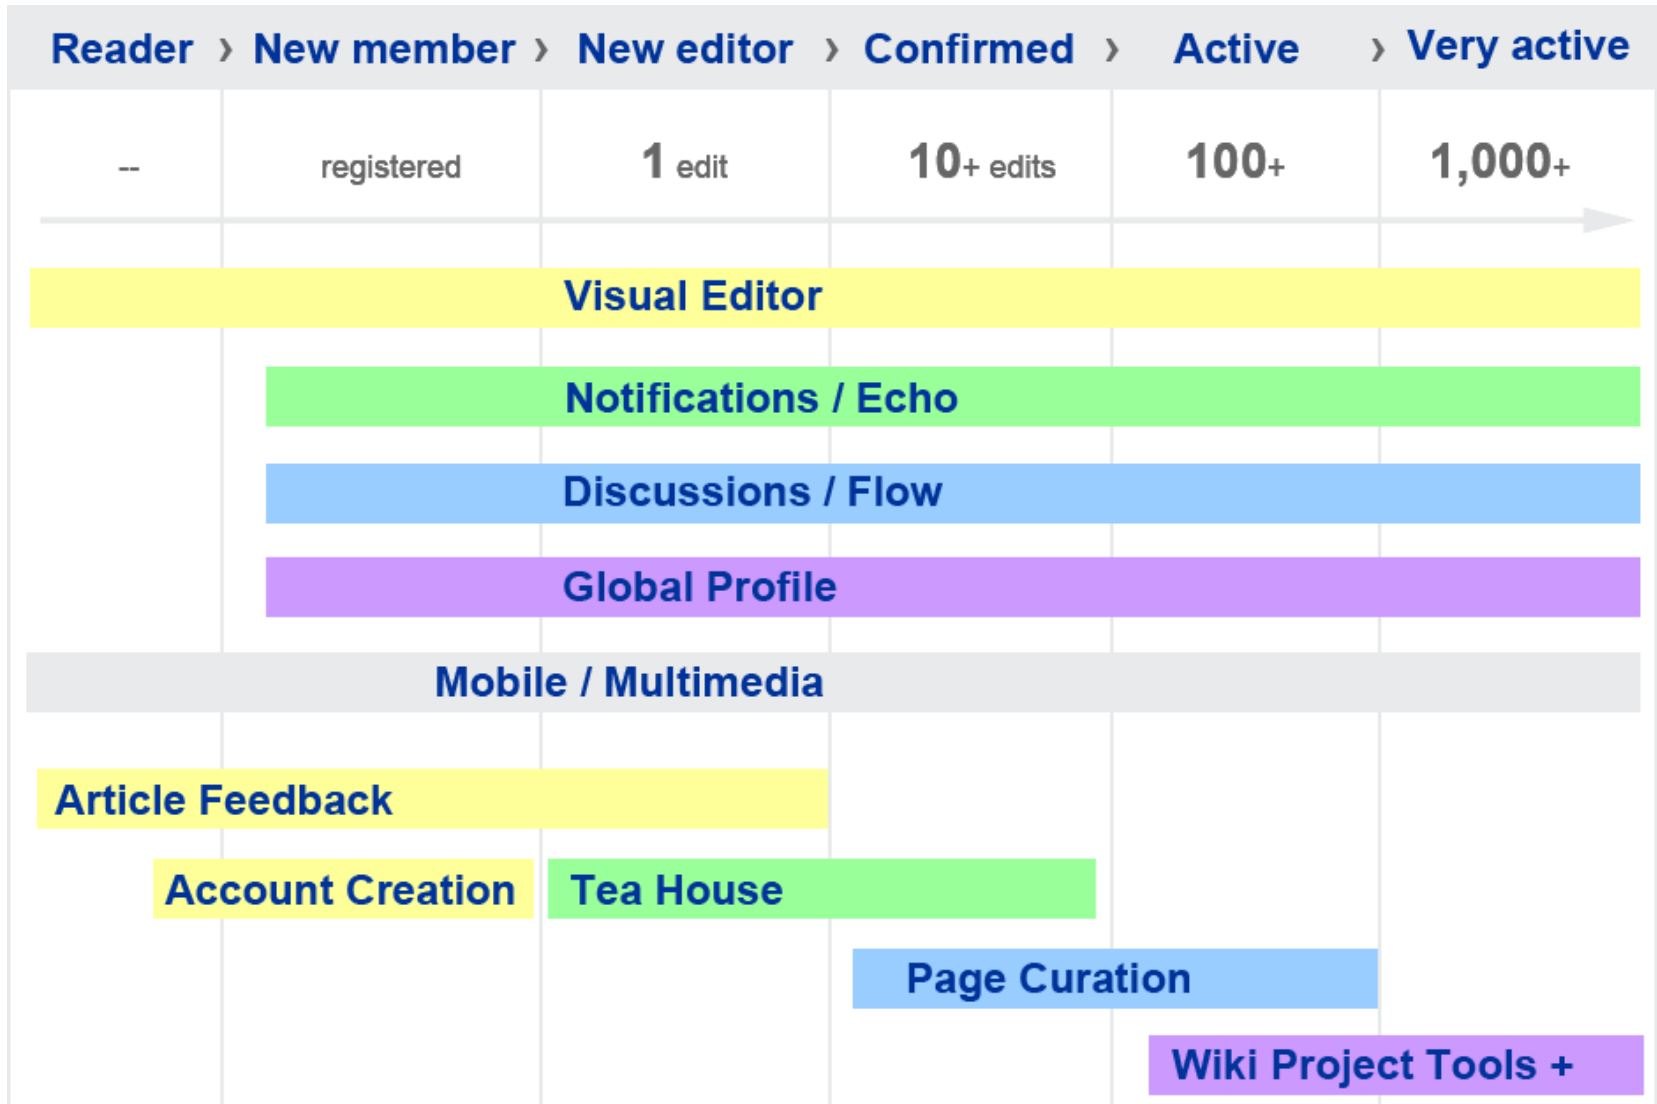 Reader › New member › New editor › Confirmed › Active › Very active
-- registered 1 edit 10+ edits 100+ 1,000+
Visual Editor
Notifications / Echo
Discussions / Flow
Global Profile
Mobile / Multimedia
Article Feedback
Account Creation Tea House
Page Curation
Wiki Project Tools +